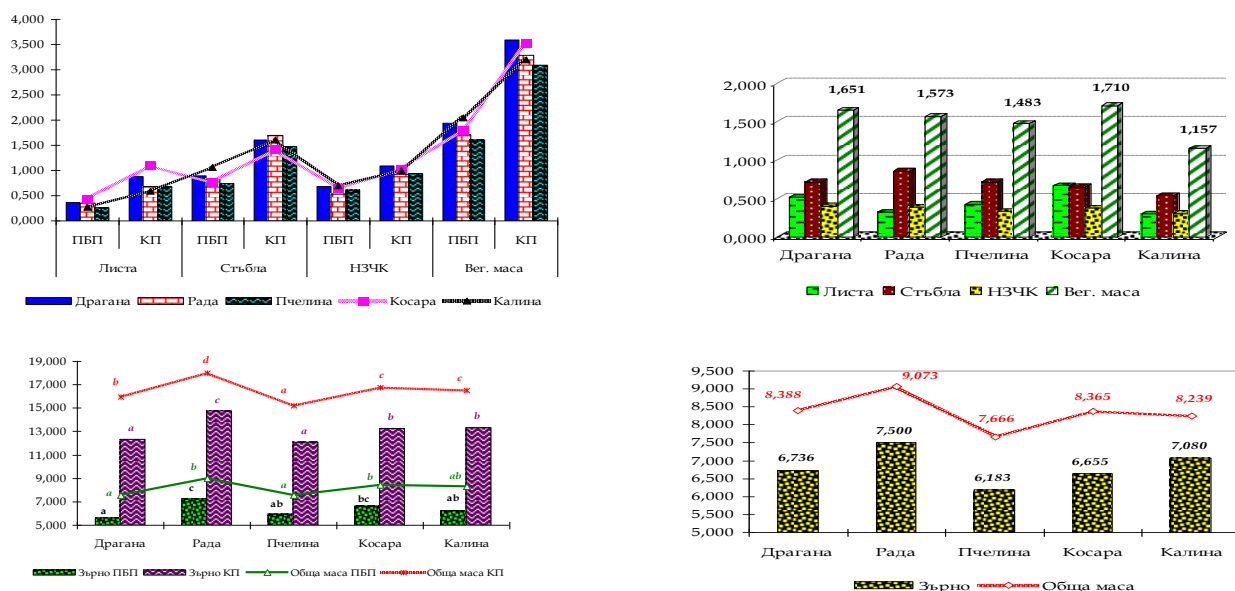 4,000
3,500
3,000
2,500
2,000
1,500
1,000
0,500
0,000
ПБП КП ПБП КП ПБП КП ПБП КП
Листа Стъбла НЗЧК Вег. маса
Драгана Рада Пчелина Косара Калина
2,000
1,500
1,000
0,500
0,000
1,651 1,573 1,483 1,710 1,157
Драгана Рада Пчелина Косара Калина
Листа Стъбла НЗЧК Вег. маса
19,000
17,000
15,000
13,000
11,000
9,000
7,000
5,000
b d a c c
a c a b b
a b a b ab
a c ab bc ab
Драгана Рада Пчелина Косара Калина
Зърно ПБП Зърно КП Обща маса ПБП Обща маса КП
9,500
9,000
8,500
8,000
7,500
7,000
6,500
6,000
5,500
5,000
8,388 9,073 7,666 8,365 8,239
6,736 7,500 6,183 6,655 7,080
Драгана Рада Пчелина Косара Калина
Зърно Обща маса